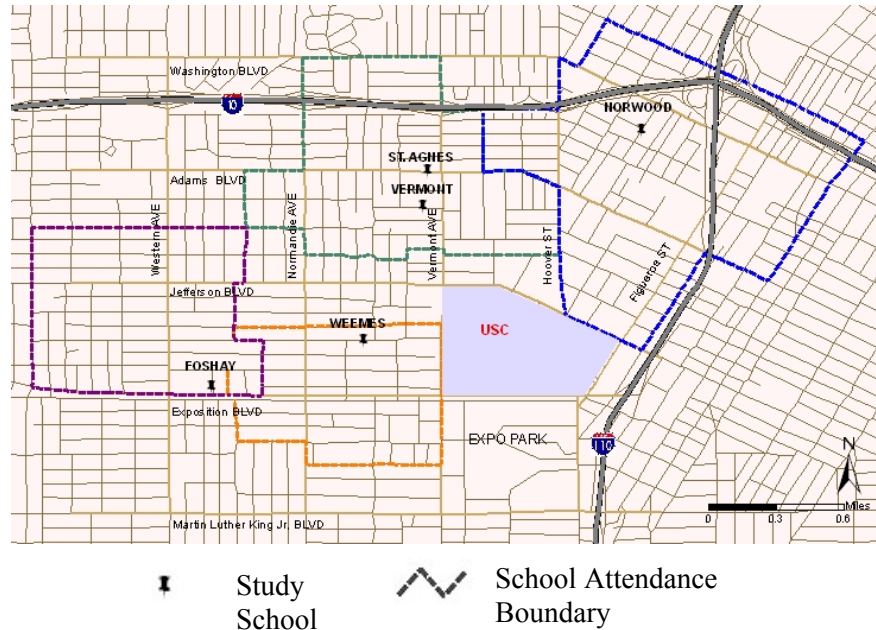 Washington BLVD
10
NORWOOD
ST. AGNES
Adams BLVD
VERMONT
Western AVE
Normandie AVE
Vermont AVE
Hoover ST
Figueroa ST
Jefferson BLVD
WEEMES
USC
FOSHAY
Exposition BLVD
EXPO PARK
110
N
Miles
0 0.3 0.6
Martin Luther King Jr. BLVD
Study
School
School Attendance
Boundary